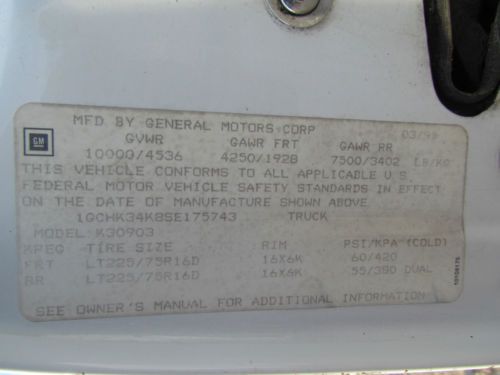 MFD BY GENERAL MOTORS CORP 03/95
GVWR GAWR FRT GAWR RR
GM 10000/4536 4250/1928 7500/3402 LB/KG
THIS VEHICLE CONFORMS TO ALL APPLICABLE U.S.
FEDERAL MOTOR VEHICLE SAFETY STANDARDS IN EFFECT
ON THE DATE OF MANUFACTURE SHOWN ABOVE
1GCHK34K8SE175743 TRUCK
MODEL: K30903
TIRE SIZE RIM PSI/KPA (COLD)
FRT LT225/75R16D 16X6K 60/420
RR LT225/75R16D 16X6K 55/380 DUAL
SEE OWNER'S MANUAL FOR ADDITIONAL INFORMATION